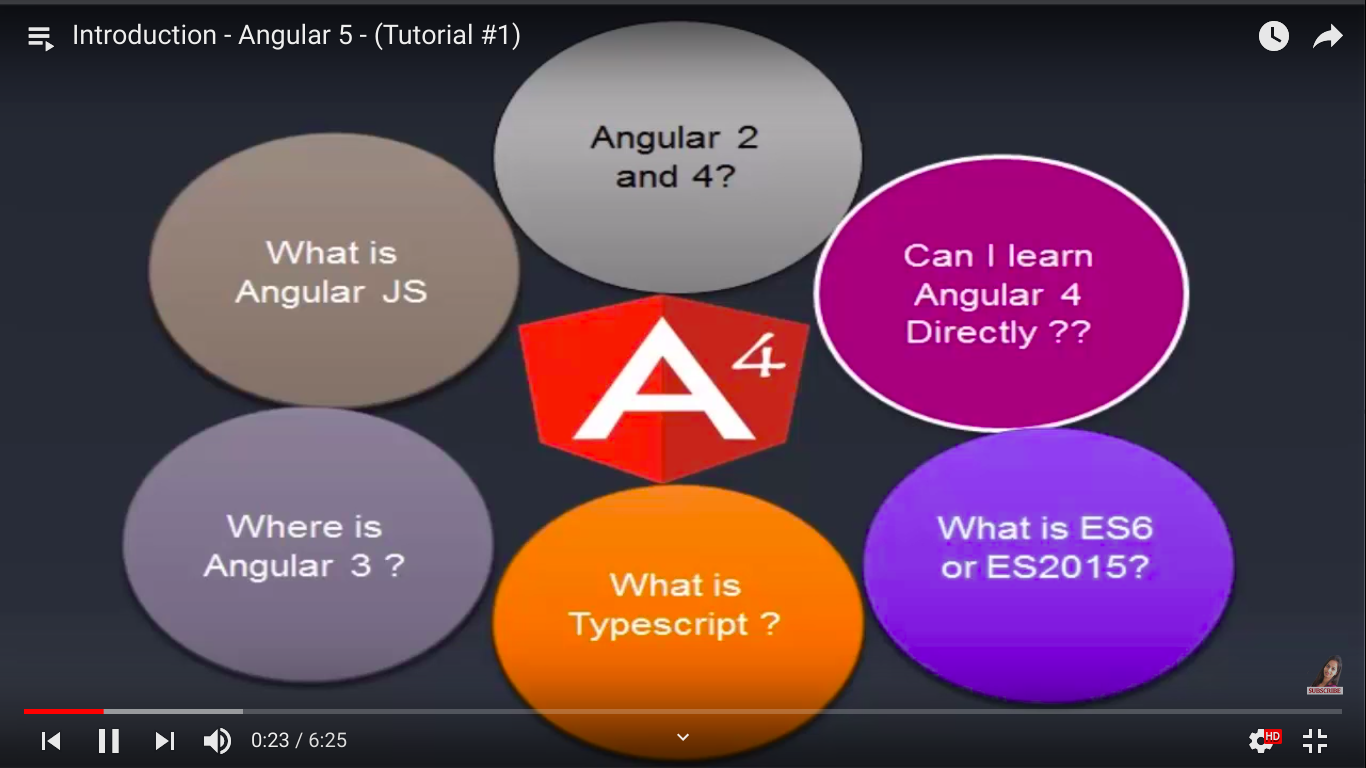 Introduction - Angular 5 - (Tutorial #1)
Angular 2
and 4?
What is
Angular JS
Can I learn
Angular 4
Directly ??
A 4
Where is
Angular 3 ?
What is
Typescript ?
What is ES6
or ES2015?
SUBSCRIBE
0:23 / 6:25
HD